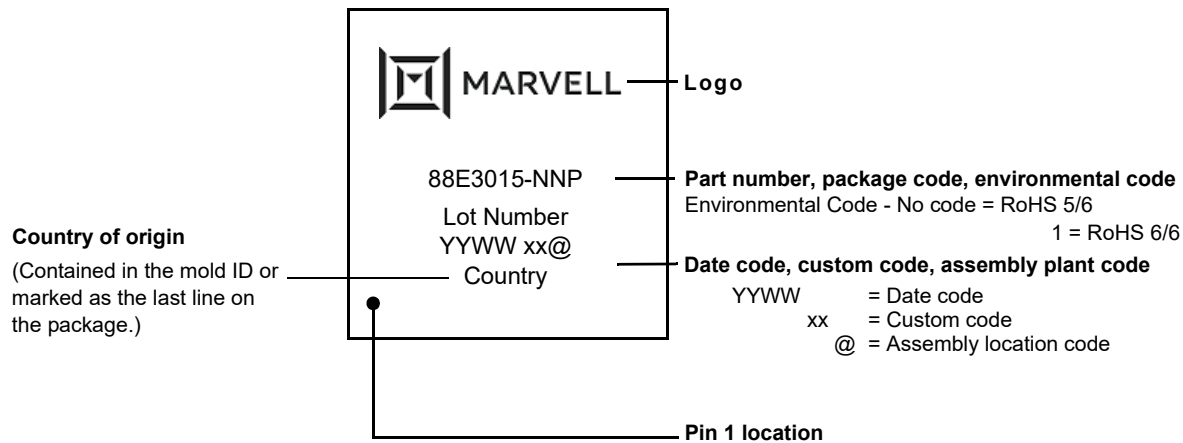 MARVELL
Logo
88E3015-NNP
Part number, package code, environmental code
Environmental Code - No code = RoHS 5/6
1 = RoHS 6/6
Lot Number
YYWW xx@
Country
Country of origin
(Contained in the mold ID or
marked as the last line on
the package.)
Date code, custom code, assembly plant code
YYWW = Date code
xx = Custom code
@ = Assembly location code
Pin 1 location